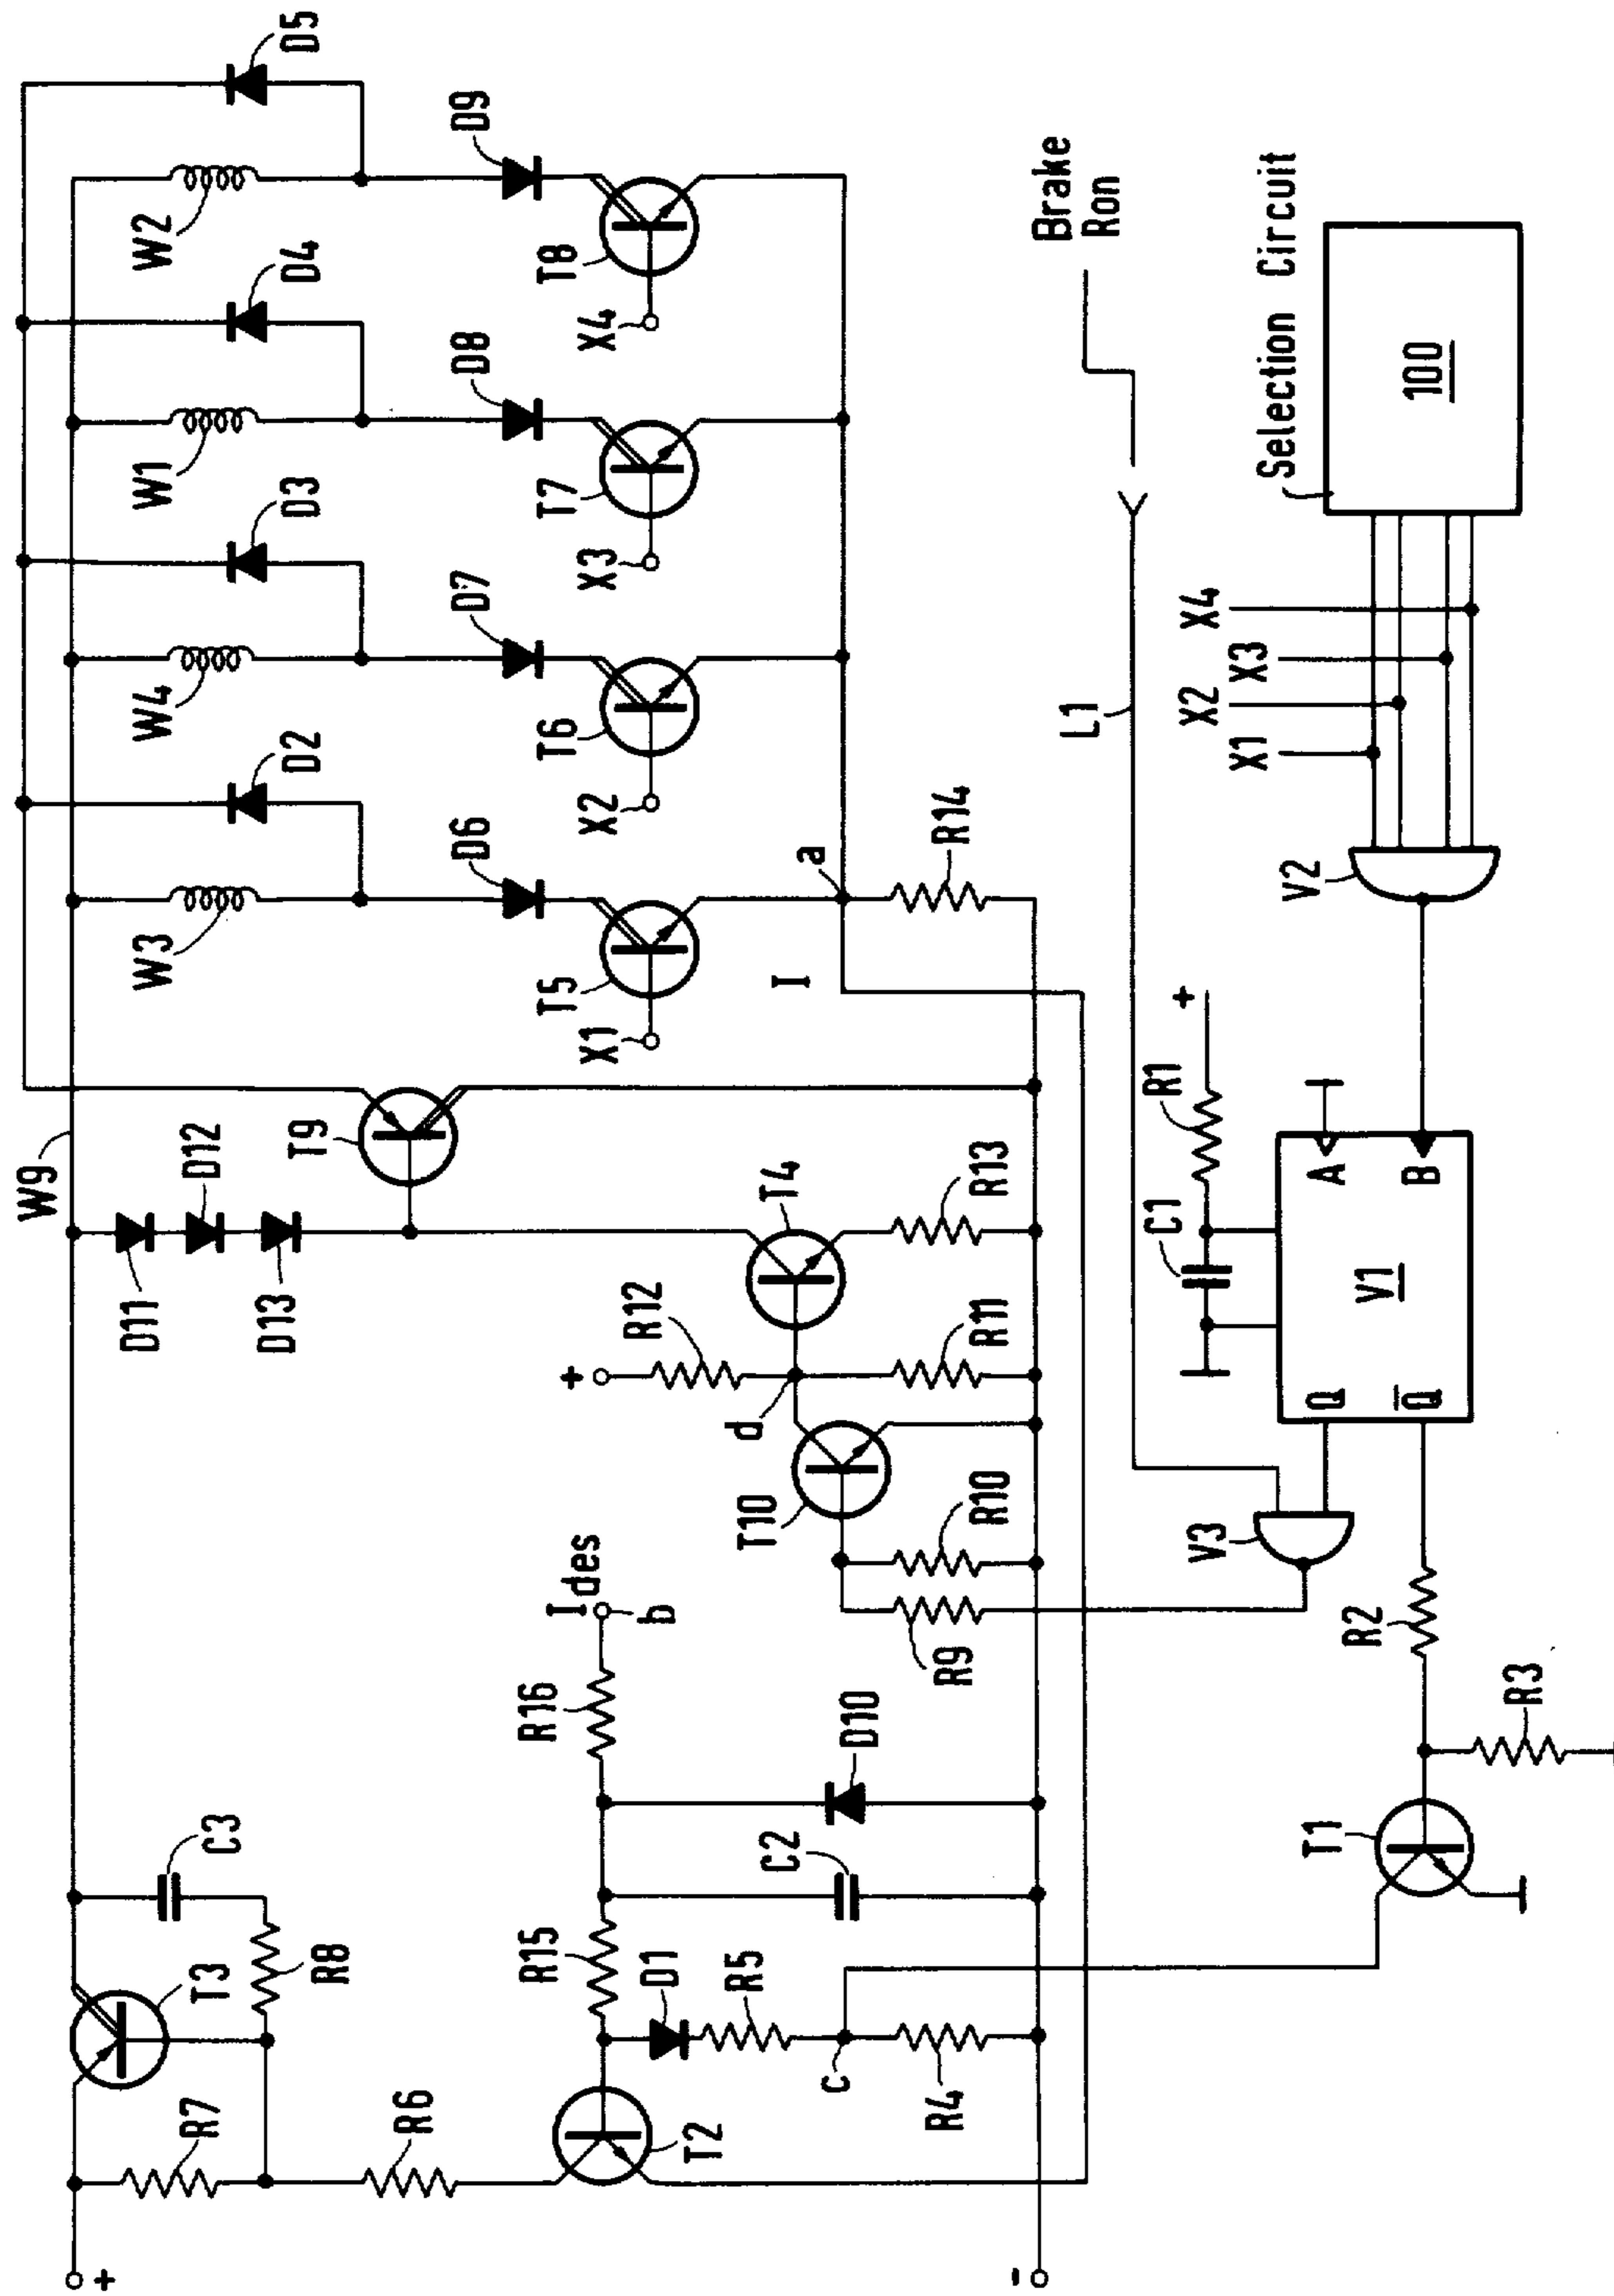 W9
D11
D12
D13
T9
W3
D2
W4
D3
W1
D4
W2
D5
D6
D7
D8
D9
T5
T6
T7
T8
X1
X2
X3
X4
I
a
R14
+
R7
T3
C3
R8
R6
R15
R16
I des
b
T2
D1
R5
c
R4
C2
D10
R12
+
d
T4
T10
R9
R10
R11
R13
-
L1
Brake
Ron
T1
R3
R2
V3
Q
Q̅
V1
A
B
C1
R1
+
V2
X1
X2
X3
X4
Selection Circuit
100